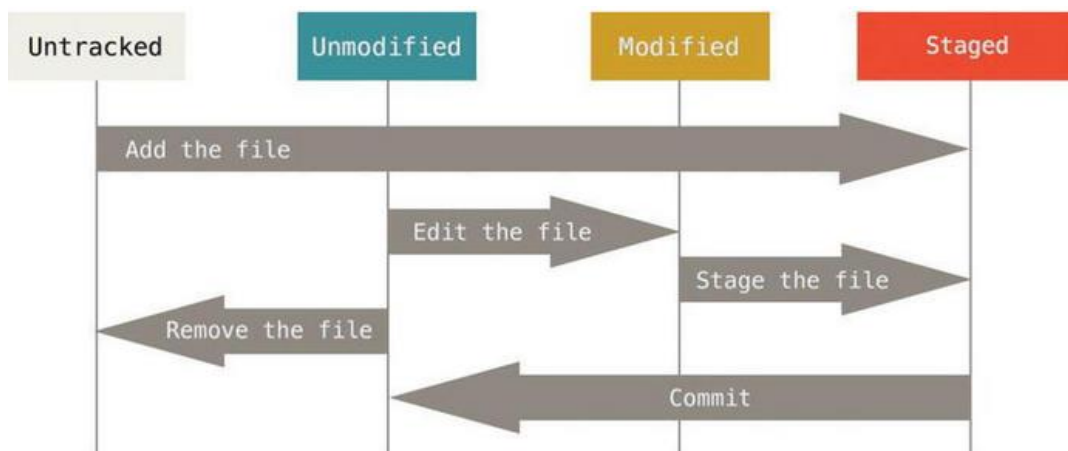 Untracked
Unmodified
Modified
Staged
Add the file
Edit the file
Stage the file
Remove the file
Commit